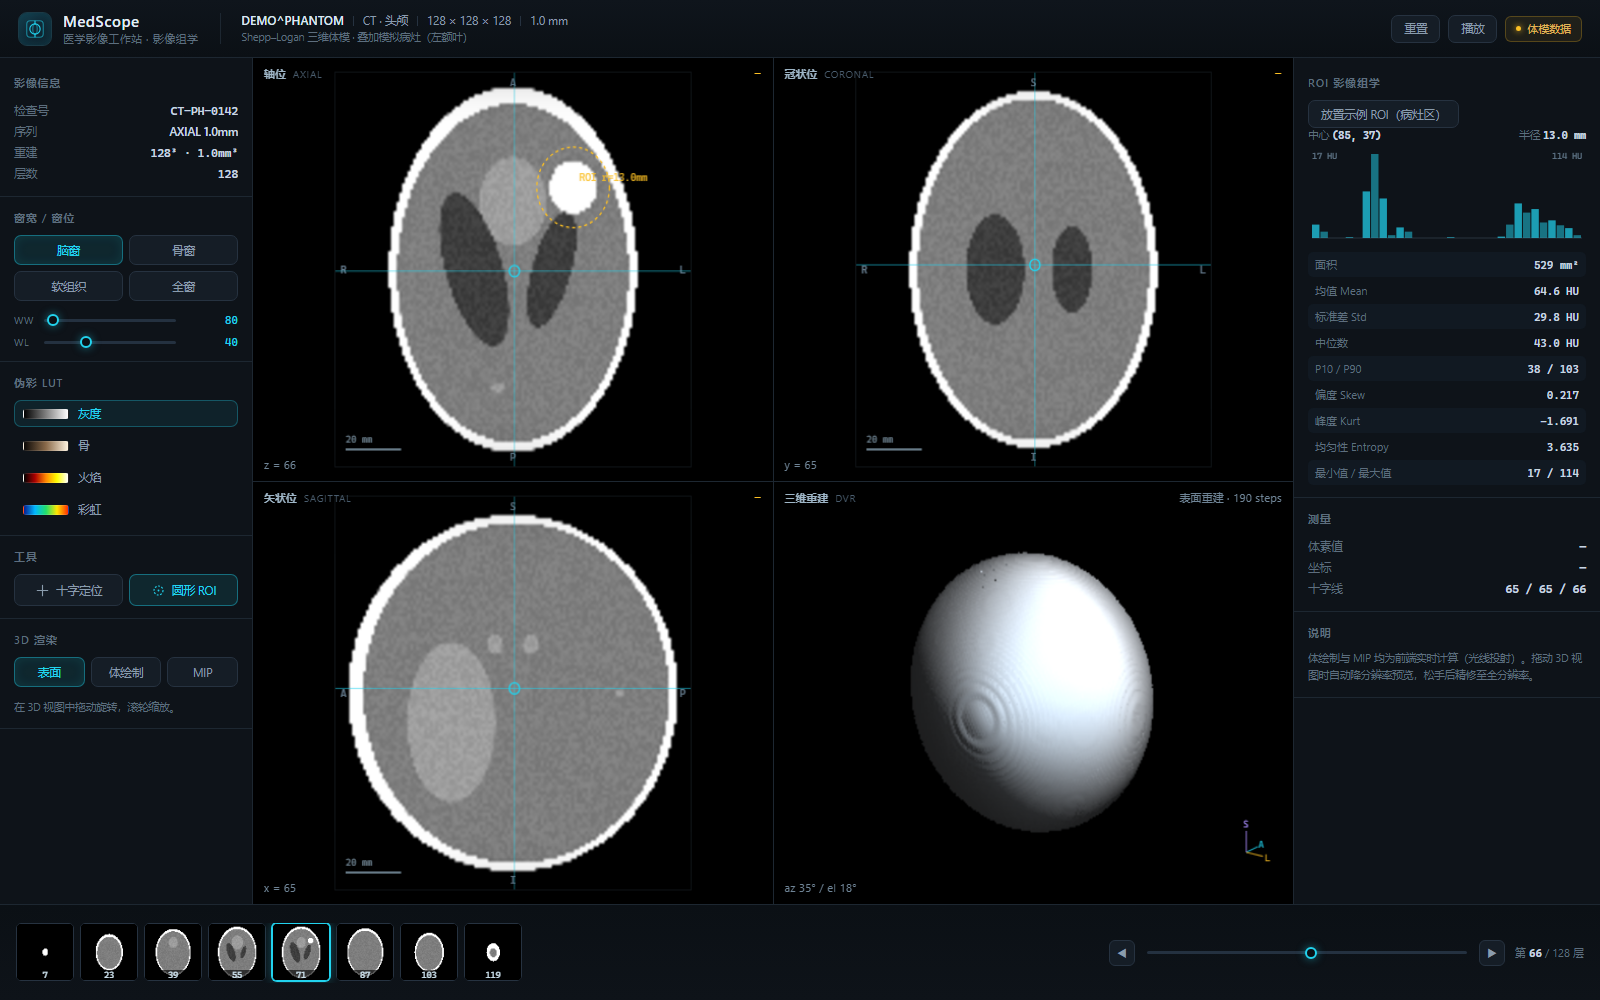 MedScope
医学影像工作站 · 影像组学
DEMO^PHANTOM CT · 头颅 128 × 128 × 128 1.0 mm
Shepp–Logan 三维体模 · 叠加模拟病灶（左额叶）
重置
播放
体模数据
影像信息
检查号 CT-PH-0142
序列 AXIAL 1.0mm
重建 128³ · 1.0mm³
层数 128
窗宽 / 窗位
脑窗
骨窗
软组织
全窗
WW 80
WL 40
伪彩 LUT
灰度
骨
火焰
彩虹
工具
十字定位
圆形 ROI
3D 渲染
表面
体绘制
MIP
在 3D 视图中拖动旋转，滚轮缩放。
轴位 AXIAL –
A
R
L
P
ROI r=13.0mm
20 mm
z = 66
冠状位 CORONAL –
S
R
L
I
20 mm
y = 65
矢状位 SAGITTAL –
S
A
P
I
20 mm
x = 65
三维重建 DVR 表面重建 · 190 steps
S
A
L
az 35° / el 18°
ROI 影像组学
放置示例 ROI（病灶区）
中心 (85, 37) 半径 13.0 mm
17 HU 114 HU
面积 529 mm²
均值 Mean 64.6 HU
标准差 Std 29.8 HU
中位数 43.0 HU
P10 / P90 38 / 103
偏度 Skew 0.217
峰度 Kurt −1.691
均匀性 Entropy 3.635
最小值 / 最大值 17 / 114
测量
体素值 –
坐标 –
十字线 65 / 65 / 66
说明
体绘制与 MIP 均为前端实时计算（光线投射）。拖动 3D 视
图时自动降分辨率预览，松手后精修至全分辨率。
7
23
39
55
71
87
103
119
◀
▶
第 66 / 128 层